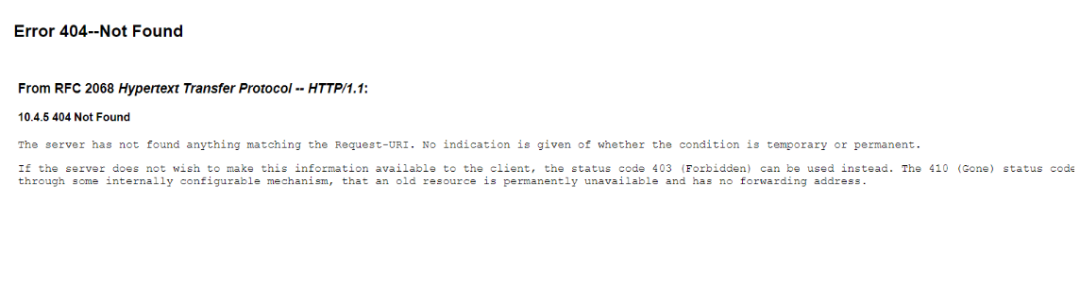 Error 404--Not Found
From RFC 2068 Hypertext Transfer Protocol -- HTTP/1.1:
10.4.5 404 Not Found
The server has not found anything matching the Request-URI. No indication is given of whether the condition is temporary or permanent.
If the server does not wish to make this information available to the client, the status code 403 (Forbidden) can be used instead. The 410 (Gone) status code
through some internally configurable mechanism, that an old resource is permanently unavailable and has no forwarding address.